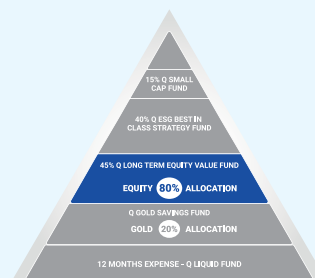 15% Q SMALL
CAP FUND
40% Q ESG BEST IN
CLASS STRATEGY FUND
45% Q LONG TERM EQUITY VALUE FUND
EQUITY 80% ALLOCATION
Q GOLD SAVINGS FUND
GOLD 20% ALLOCATION
12 MONTHS EXPENSE - Q LIQUID FUND